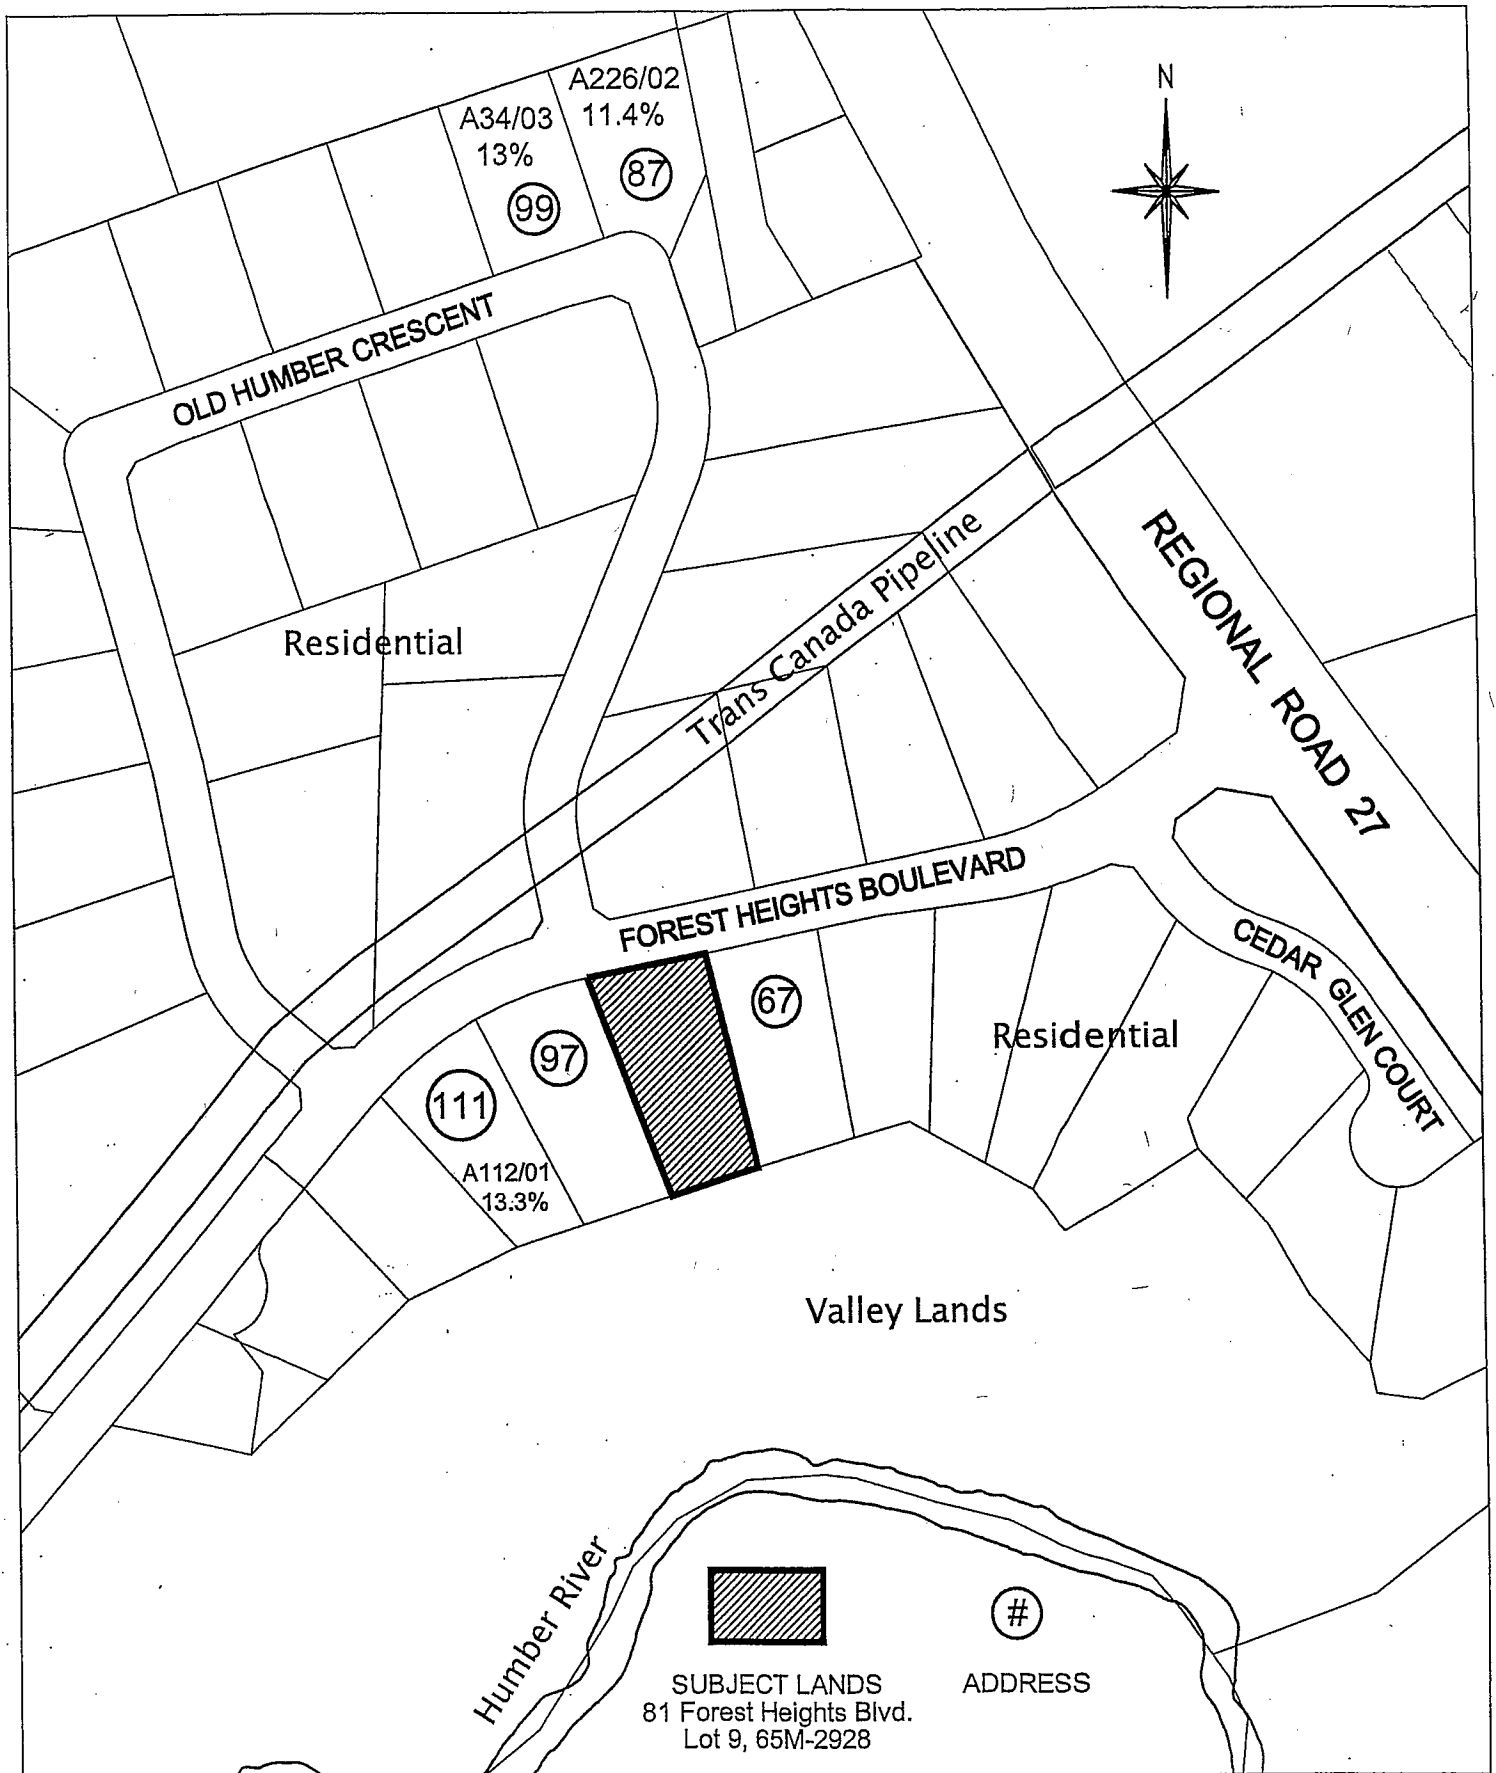 A226/02
11.4%
87
A34/03
13%
99
N
OLD HUMBER CRESCENT
REGIONAL ROAD 27
Trans Canada Pipeline
Residential
FOREST HEIGHTS BOULEVARD
CEDAR GLEN COURT
67
Residential
97
111
A112/01
13.3%
Valley Lands
Humber River
#
SUBJECT LANDS
81 Forest Heights Blvd.
Lot 9, 65M-2928
ADDRESS